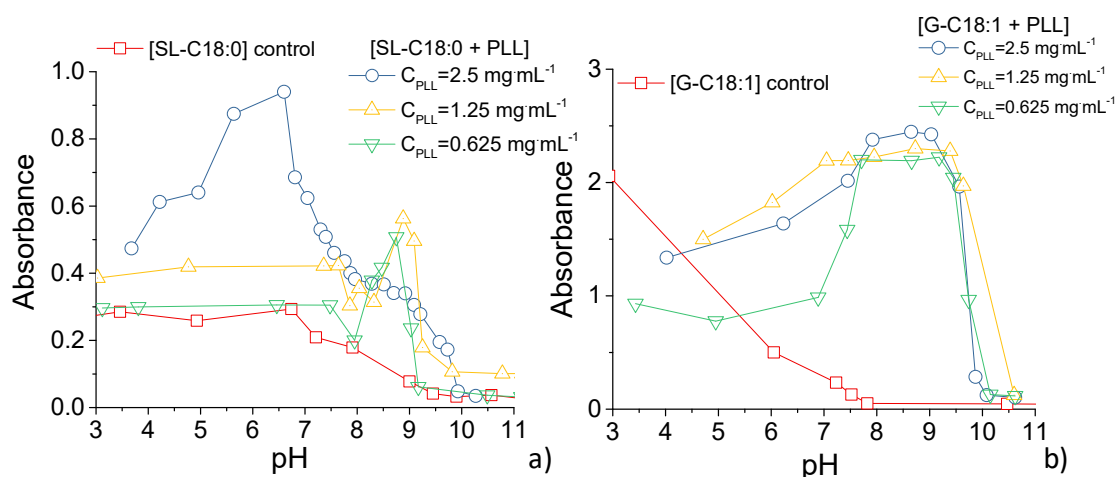 [SL-C18:0] control
[SL-C18:0 + PLL]
C_PLL=2.5 mg·mL⁻¹
C_PLL=1.25 mg·mL⁻¹
C_PLL=0.625 mg·mL⁻¹
1.0
0.8
0.6
0.4
0.2
0.0
Absorbance
3 4 5 6 7 8 9 10 11
pH
a)
[G-C18:1] control
[G-C18:1 + PLL]
C_PLL=2.5 mg·mL⁻¹
C_PLL=1.25 mg·mL⁻¹
C_PLL=0.625 mg·mL⁻¹
3
2
1
0
Absorbance
3 4 5 6 7 8 9 10 11
pH
b)